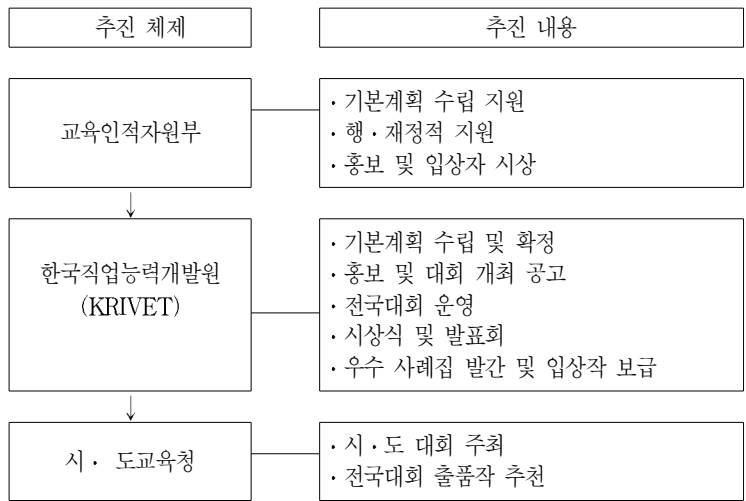 추진 체제
추진 내용
교육인적자원부
· 기본계획 수립 지원
· 행·재정적 지원
· 홍보 및 입상자 시상
한국직업능력개발원
(KRIVET)
· 기본계획 수립 및 확정
· 홍보 및 대회 개최 공고
· 전국대회 운영
· 시상식 및 발표회
· 우수 사례집 발간 및 입상작 보급
시· 도교육청
· 시·도 대회 주최
· 전국대회 출품작 추천